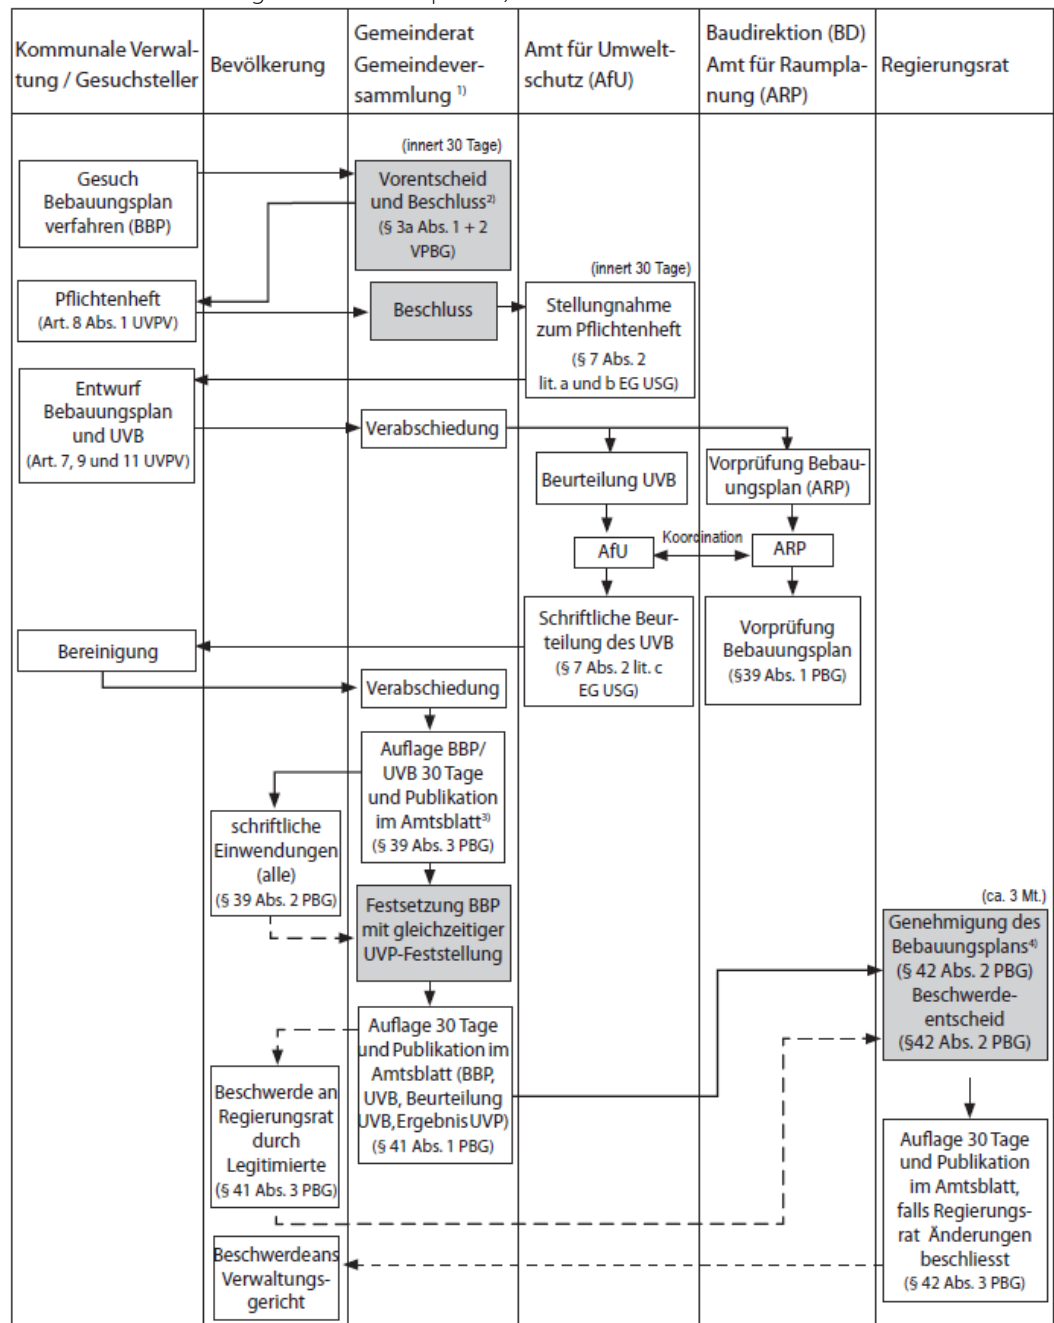 Kommunale Verwal-
tung / Gesuchsteller
Bevölkerung
Gemeinderat
Gemeindever-
sammlung 1)
Amt für Umwelt-
schutz (AfU)
Baudirektion (BD)
Amt für Raumpla-
nung (ARP)
Regierungsrat
(innert 30 Tage)
Gesuch
Bebauungsplan
verfahren (BBP)
Vorentscheid
und Beschluss2)
(§ 3a Abs. 1 + 2
VPBG)
(innert 30 Tage)
Pflichtenheft
(Art. 8 Abs. 1 UVPV)
Beschluss
Stellungnahme
zum Pflichtenheft
(§ 7 Abs. 2
lit. a und b EG USG)
Entwurf
Bebauungsplan
und UVB
(Art. 7, 9 und 11 UVPV)
Verabschiedung
Beurteilung UVB
Vorprüfung Bebau-
ungsplan (ARP)
AfU
Koordination
ARP
Schriftliche Beur-
teilung des UVB
(§ 7 Abs. 2 lit. c
EG USG)
Vorprüfung
Bebauungsplan
(§39 Abs. 1 PBG)
Bereinigung
Verabschiedung
Auflage BBP/
UVB 30 Tage
und Publikation
im Amtsblatt3)
(§ 39 Abs. 3 PBG)
schriftliche
Einwendungen
(alle)
(§ 39 Abs. 2 PBG)
Festsetzung BBP
mit gleichzeitiger
UVP-Feststellung
(ca. 3 Mt.)
Genehmigung des
Bebauungsplans4)
(§ 42 Abs. 2 PBG)
Beschwerde-
entscheid
(§42 Abs. 2 PBG)
Auflage 30 Tage
und Publikation im
Amtsblatt (BBP,
UVB, Beurteilung
UVB,Ergebnis UVP)
(§ 41 Abs. 1 PBG)
Beschwerde an
Regierungsrat
durch
Legitimierte
(§ 41 Abs. 3 PBG)
Auflage 30 Tage
und Publikation
im Amtsblatt,
falls Regierungs-
rat Änderungen
beschliesst
(§ 42 Abs. 3 PBG)
Beschwerdeans
Verwaltungs-
gericht